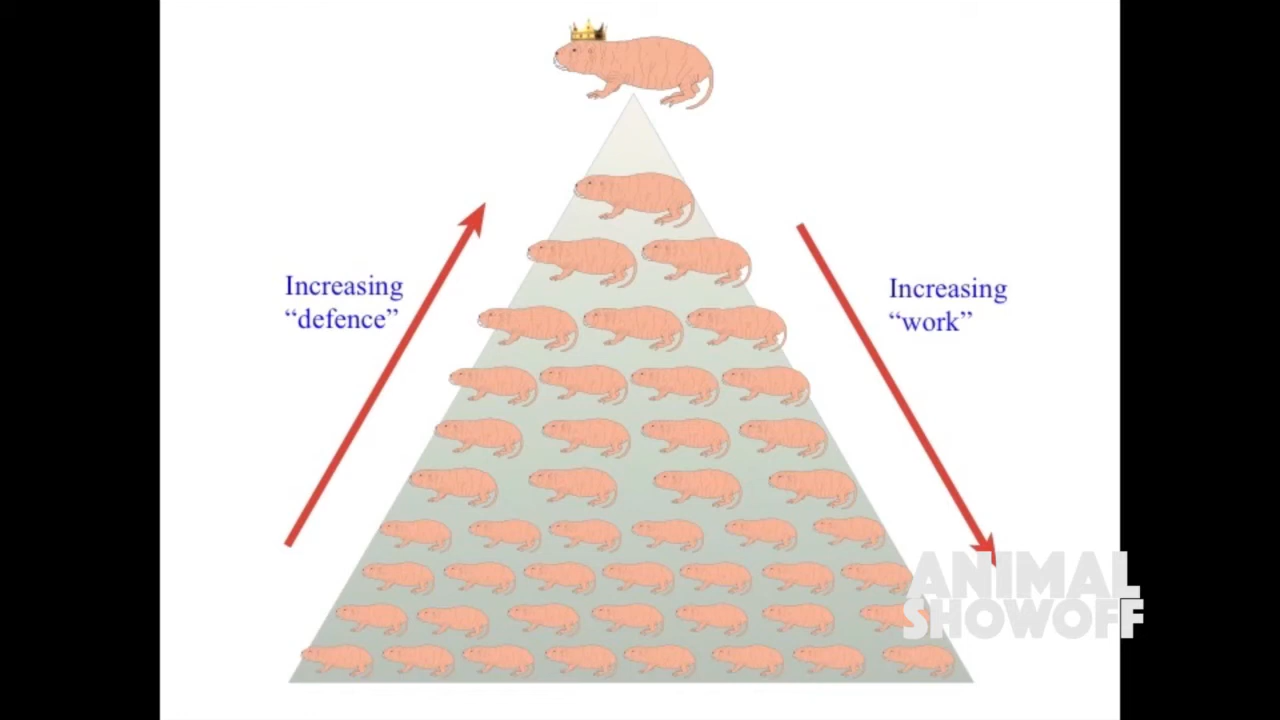 Increasing
“defence”
Increasing
“work”
ANIMAL
SHOWOFF